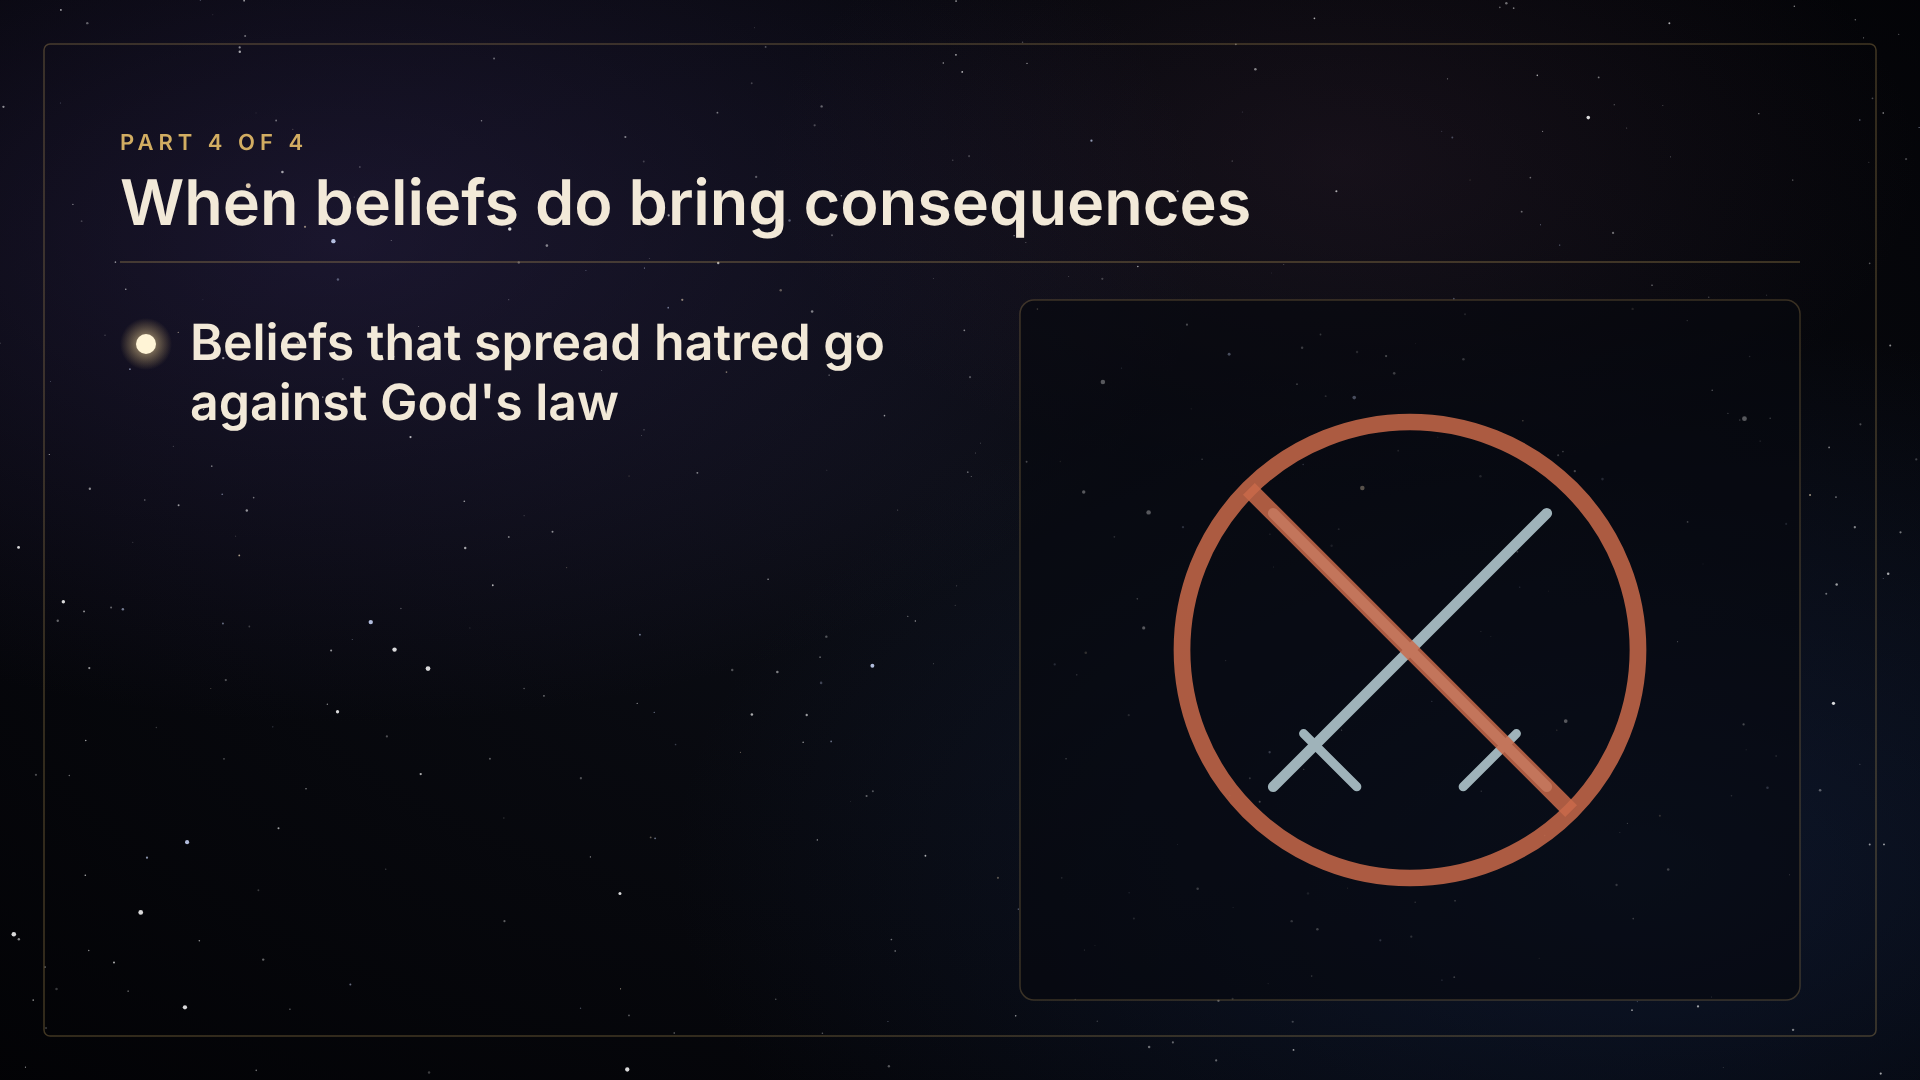 PART 4 OF 4
When beliefs do bring consequences
Beliefs that spread hatred go
against God's law